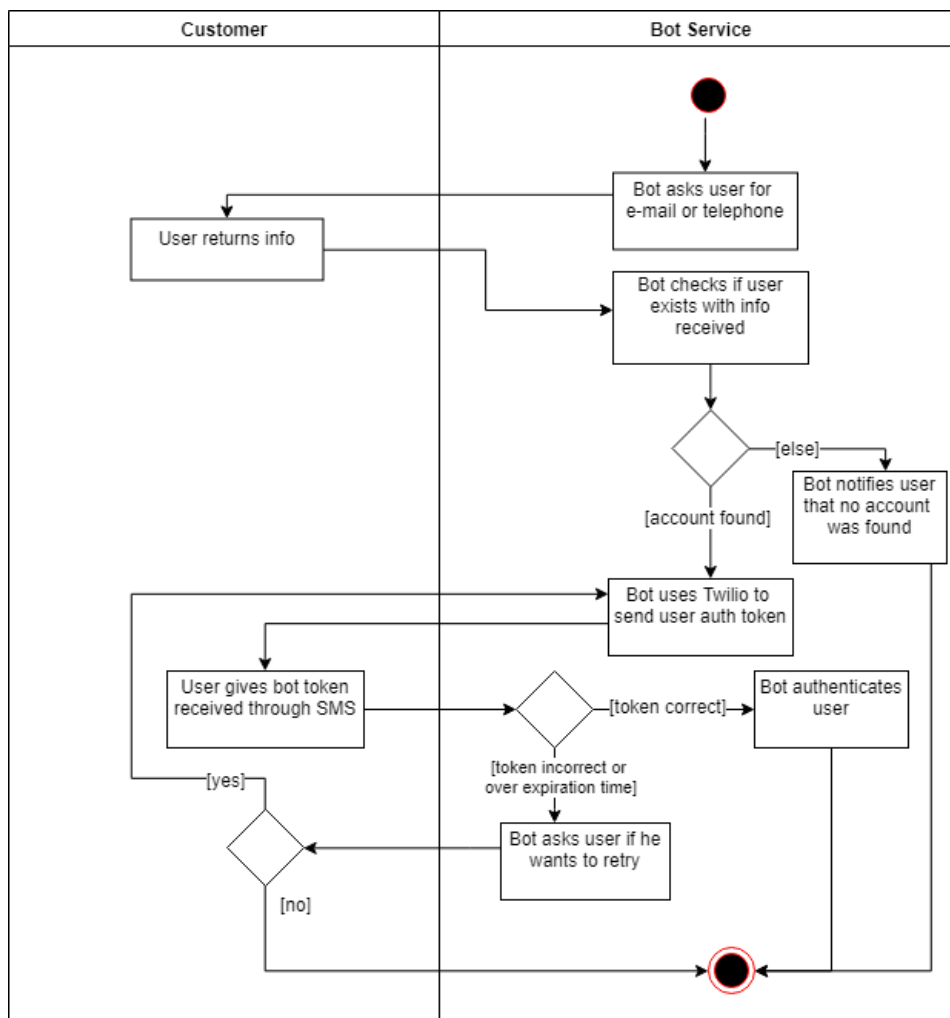 Customer
Bot Service
Bot asks user for
e-mail or telephone
User returns info
Bot checks if user
exists with info
received
[else]
Bot notifies user
that no account
was found
[account found]
Bot uses Twilio to
send user auth token
User gives bot token
received through SMS
[token correct]
Bot authenticates
user
[token incorrect or
over expiration time]
[yes]
Bot asks user if he
wants to retry
[no]